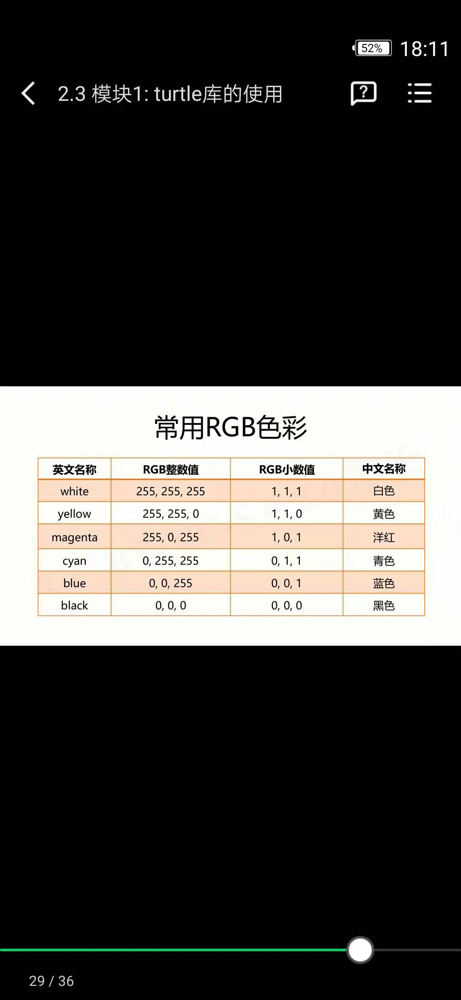 52% 18:11
2.3 模块1: turtle库的使用
常用RGB色彩
英文名称 RGB整数值 RGB小数值 中文名称
white 255, 255, 255 1, 1, 1 白色
yellow 255, 255, 0 1, 1, 0 黄色
magenta 255, 0, 255 1, 0, 1 洋红
cyan 0, 255, 255 0, 1, 1 青色
blue 0, 0, 255 0, 0, 1 蓝色
black 0, 0, 0 0, 0, 0 黑色
29 / 36